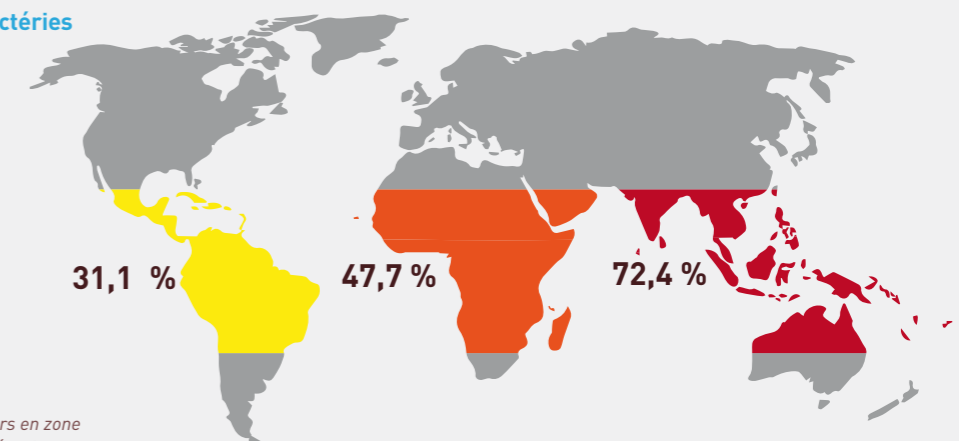 ctéries
31,1 %
47,7 %
72,4 %
rs en zone